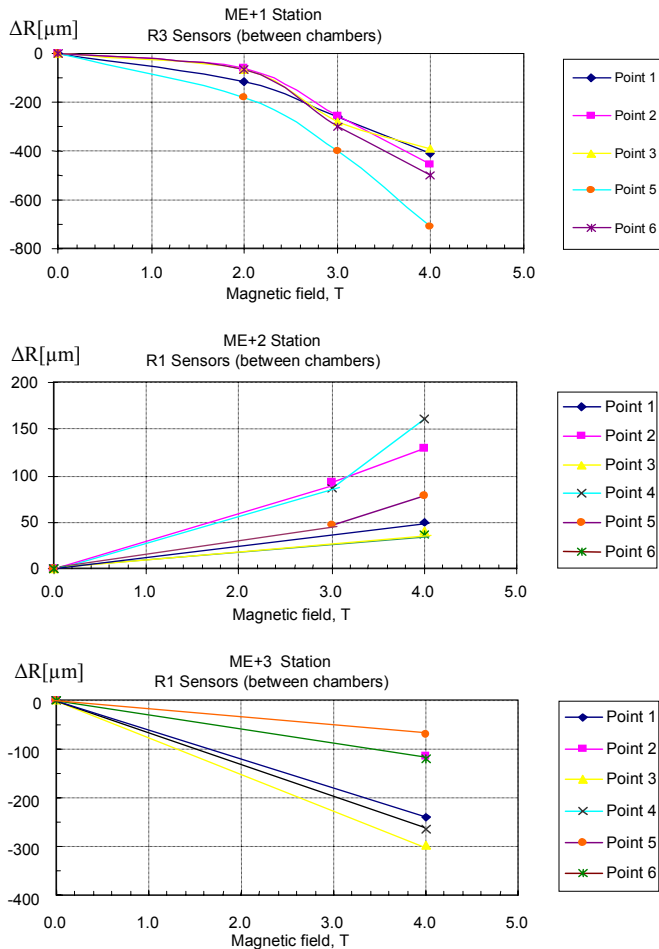 ΔR[µm]
ME+1 Station
R3 Sensors (between chambers)
0
-200
-400
-600
-800
0.0 1.0 2.0 3.0 4.0 5.0
Magnetic field, T
Point 1
Point 2
Point 3
Point 5
Point 6
ΔR[µm]
ME+2 Station
R1 Sensors (between chambers)
200
150
100
50
0
0.0 1.0 2.0 3.0 4.0 5.0
Magnetic field, T
Point 1
Point 2
Point 3
Point 4
Point 5
Point 6
ΔR[µm]
ME+3 Station
R1 Sensors (between chambers)
0
-100
-200
-300
-400
0.0 1.0 2.0 3.0 4.0 5.0
Magnetic field, T
Point 1
Point 2
Point 3
Point 4
Point 5
Point 6